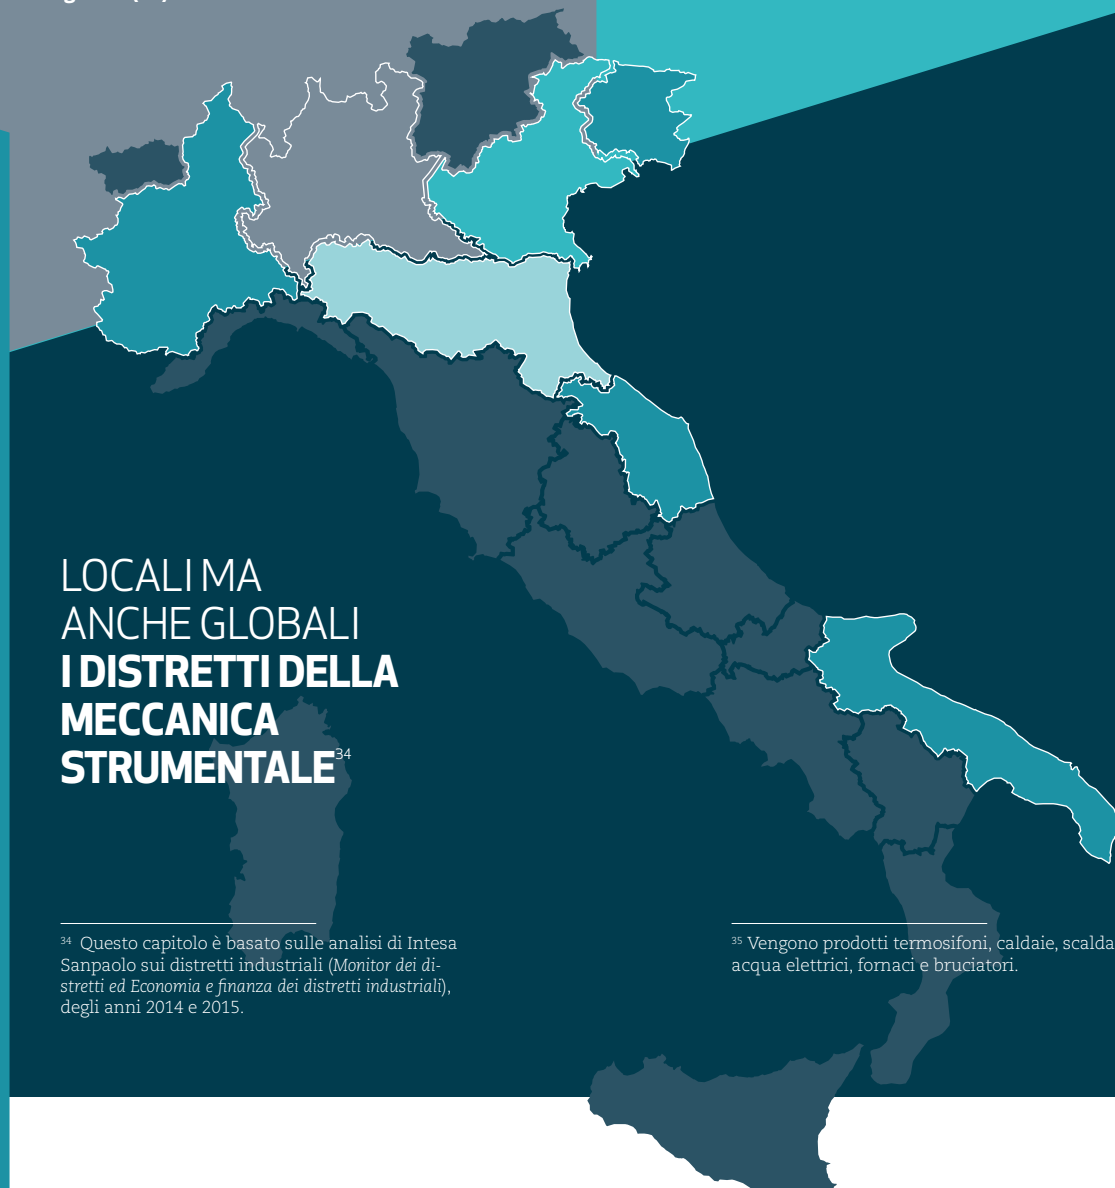 LOCALI MA
ANCHE GLOBALI
I DISTRETTI DELLA
MECCANICA
STRUMENTALE34
34 Questo capitolo è basato sulle analisi di Intesa
Sanpaolo sui distretti industriali (Monitor dei di-
stretti ed Economia e finanza dei distretti industriali),
degli anni 2014 e 2015.
35 Vengono prodotti termosifoni, caldaie, scalda
acqua elettrici, fornaci e bruciatori.